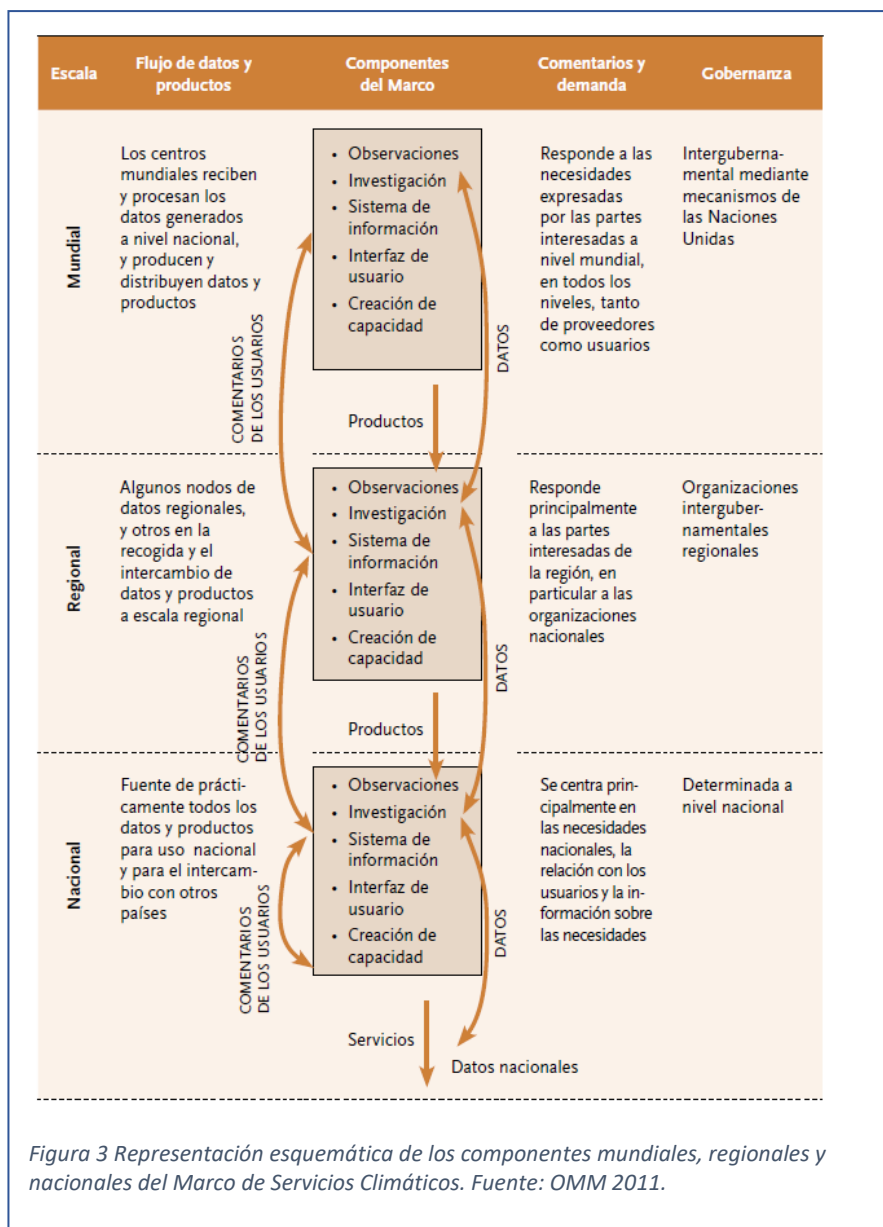 Escala
Flujo de datos y
productos
Componentes
del Marco
Comentarios y
demanda
Gobernanza
Mundial
Los centros
mundiales reciben
y procesan los
datos generados
a nivel nacional,
y producen y
distribuyen datos y
productos
COMENTARIOS
DE LOS USUARIOS
• Observaciones
• Investigación
• Sistema de
información
• Interfaz de
usuario
• Creación de
capacidad
DATOS
Responde a las
necesidades
expresadas
por las partes
interesadas a
nivel mundial,
en todos los
niveles, tanto
de proveedores
como usuarios
Interguberna-
mental mediante
mecanismos de
las Naciones
Unidas
Productos
Regional
Algunos nodos de
datos regionales,
y otros en la
recogida y el
intercambio de
datos y productos
a escala regional
COMENTARIOS
DE LOS USUARIOS
• Observaciones
• Investigación
• Sistema de
información
• Interfaz de
usuario
• Creación de
capacidad
DATOS
Responde
principalmente
a las partes
interesadas de
la región, en
particular a las
organizaciones
nacionales
Organizaciones
interguber-
namentales
regionales
Productos
Nacional
Fuente de prácti-
camente todos los
datos y productos
para uso nacional
y para el intercam-
bio con otros
países
COMENTARIOS
DE LOS USUARIOS
• Observaciones
• Investigación
• Sistema de
información
• Interfaz de
usuario
• Creación de
capacidad
DATOS
Se centra prin-
cipalmente en
las necesidades
nacionales, la
relación con los
usuarios y la in-
formación sobre
las necesidades
Determinada a
nivel nacional
Servicios
Datos nacionales
Figura 3 Representación esquemática de los componentes mundiales, regionales y
nacionales del Marco de Servicios Climáticos. Fuente: OMM 2011.